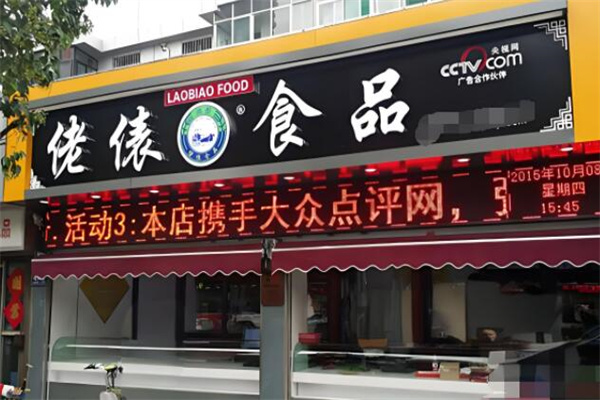 LAOBIAO FOOD
佬俵®食品
央视网
CCTV.com
广告合作伙伴
活动3:本店携手大众点评网,
2015年10月08
星期四
15:45